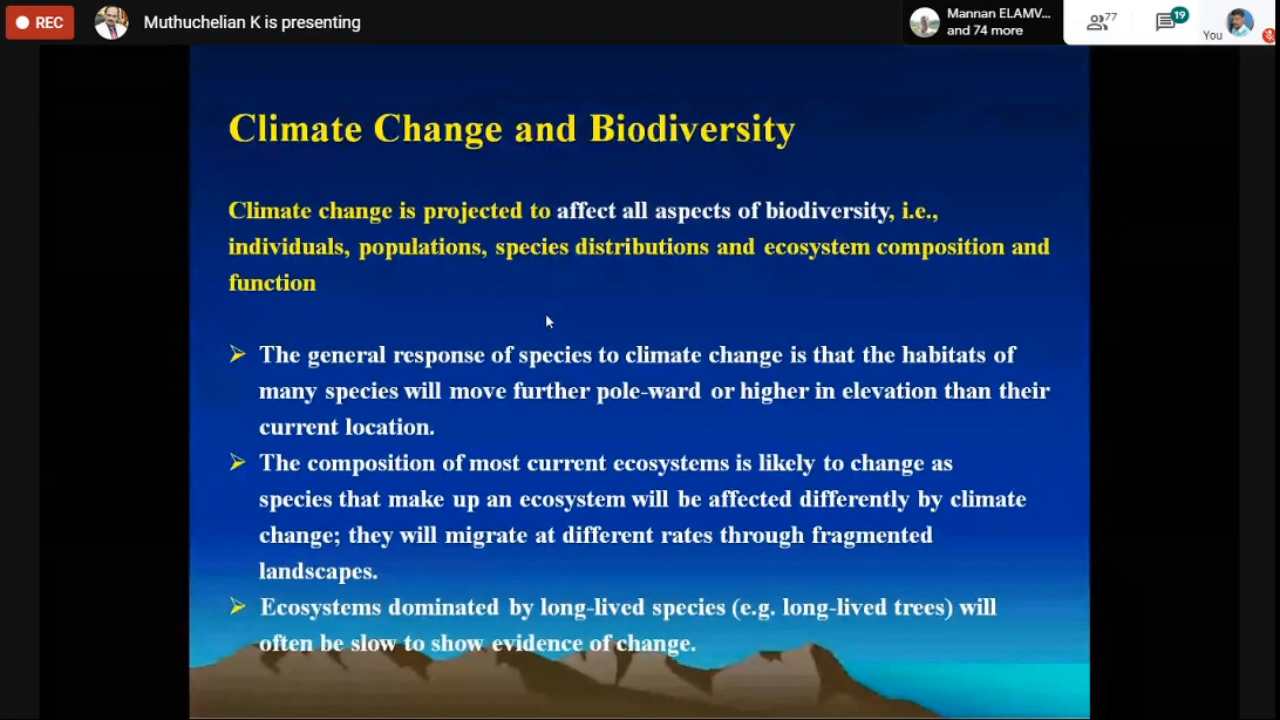 REC
Muthuchelian K is presenting
Mannan ELAMV...
and 74 more
77
19
You
Climate Change and Biodiversity
Climate change is projected to affect all aspects of biodiversity, i.e.,
individuals, populations, species distributions and ecosystem composition and
function
The general response of species to climate change is that the habitats of
many species will move further pole-ward or higher in elevation than their
current location.
The composition of most current ecosystems is likely to change as
species that make up an ecosystem will be affected differently by climate
change; they will migrate at different rates through fragmented
landscapes.
Ecosystems dominated by long-lived species (e.g. long-lived trees) will
often be slow to show evidence of change.